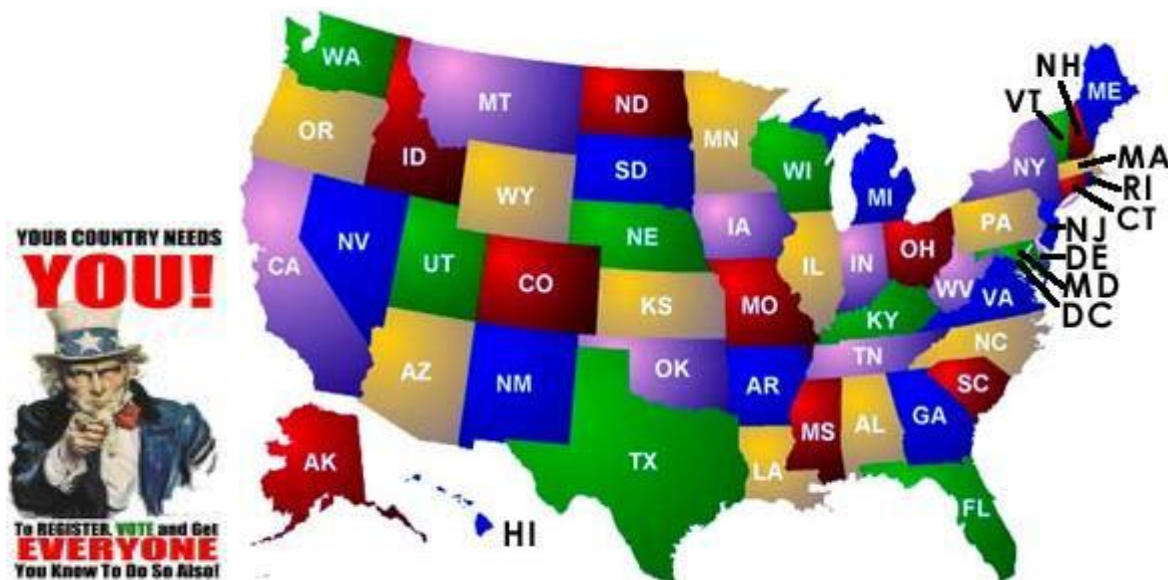 YOUR COUNTRY NEEDS
YOU!
To REGISTER, VOTE and Get
EVERYONE
You Know To Do So Also!
WA
OR
CA
ID
NV
MT
WY
UT
AZ
CO
NM
ND
SD
NE
KS
OK
TX
MN
IA
MO
AR
LA
WI
IL
MI
IN
OH
KY
TN
MS
AL
GA
FL
SC
NC
VA
WV
PA
NY
VT
NH
ME
MA
RI
CT
NJ
DE
MD
DC
AK
HI